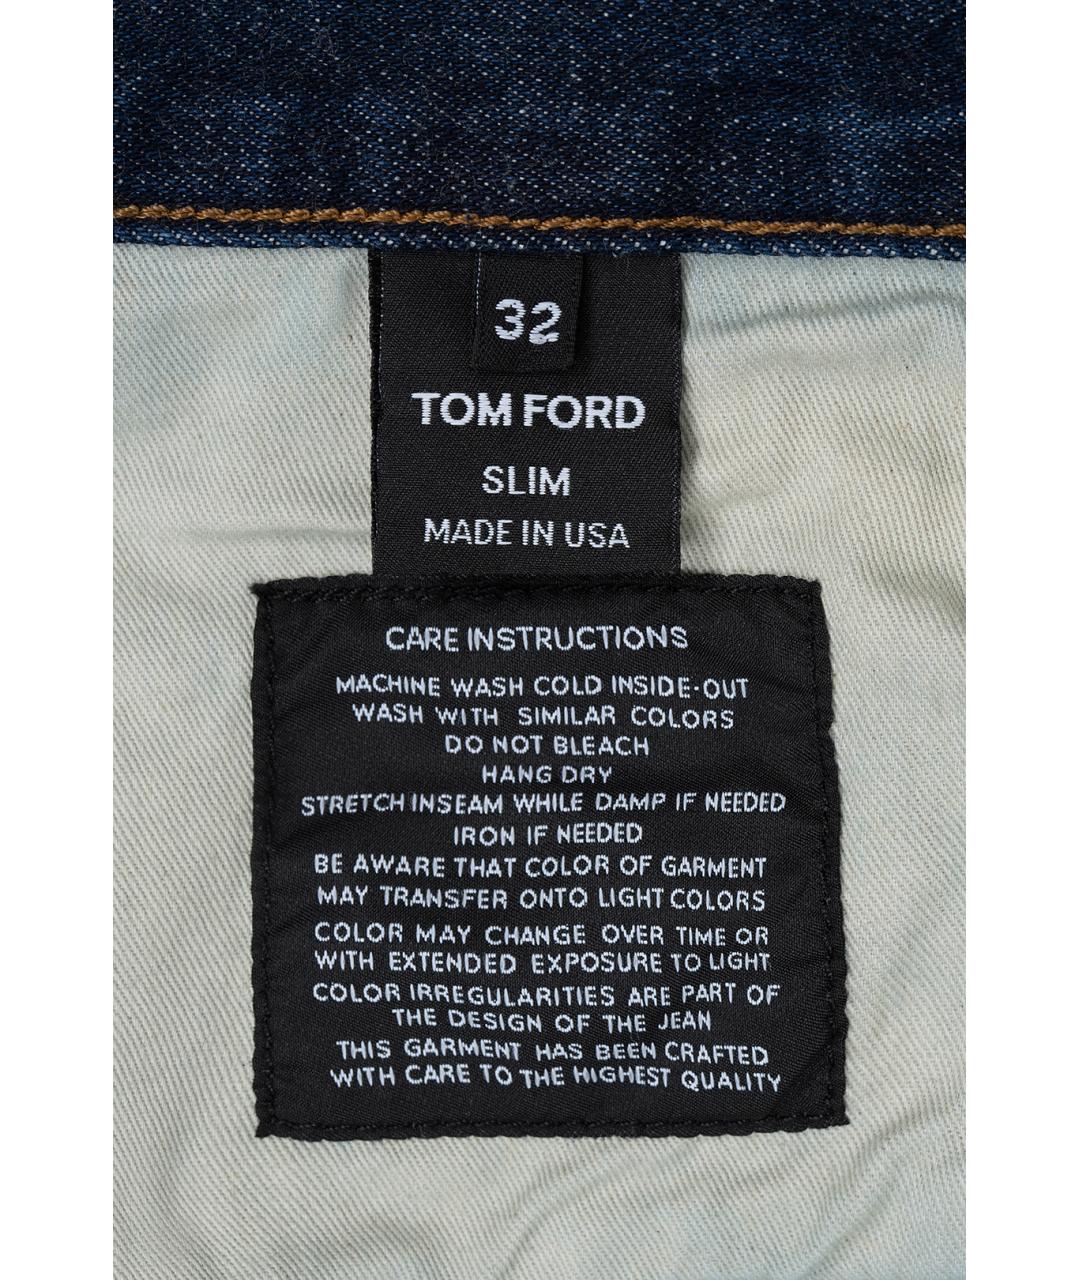 32
TOM FORD
SLIM
MADE IN USA
CARE INSTRUCTIONS
MACHINE WASH COLD INSIDE-OUT
WASH WITH SIMILAR COLORS
DO NOT BLEACH
HANG DRY
STRETCH INSEAM WHILE DAMP IF NEEDED
IRON IF NEEDED
BE AWARE THAT COLOR OF GARMENT
MAY TRANSFER ONTO LIGHT COLORS
COLOR MAY CHANGE OVER TIME OR
WITH EXTENDED EXPOSURE TO LIGHT
COLOR IRREGULARITIES ARE PART OF
THE DESIGN OF THE JEAN
THIS GARMENT HAS BEEN CRAFTED
WITH CARE TO THE HIGHEST QUALITY